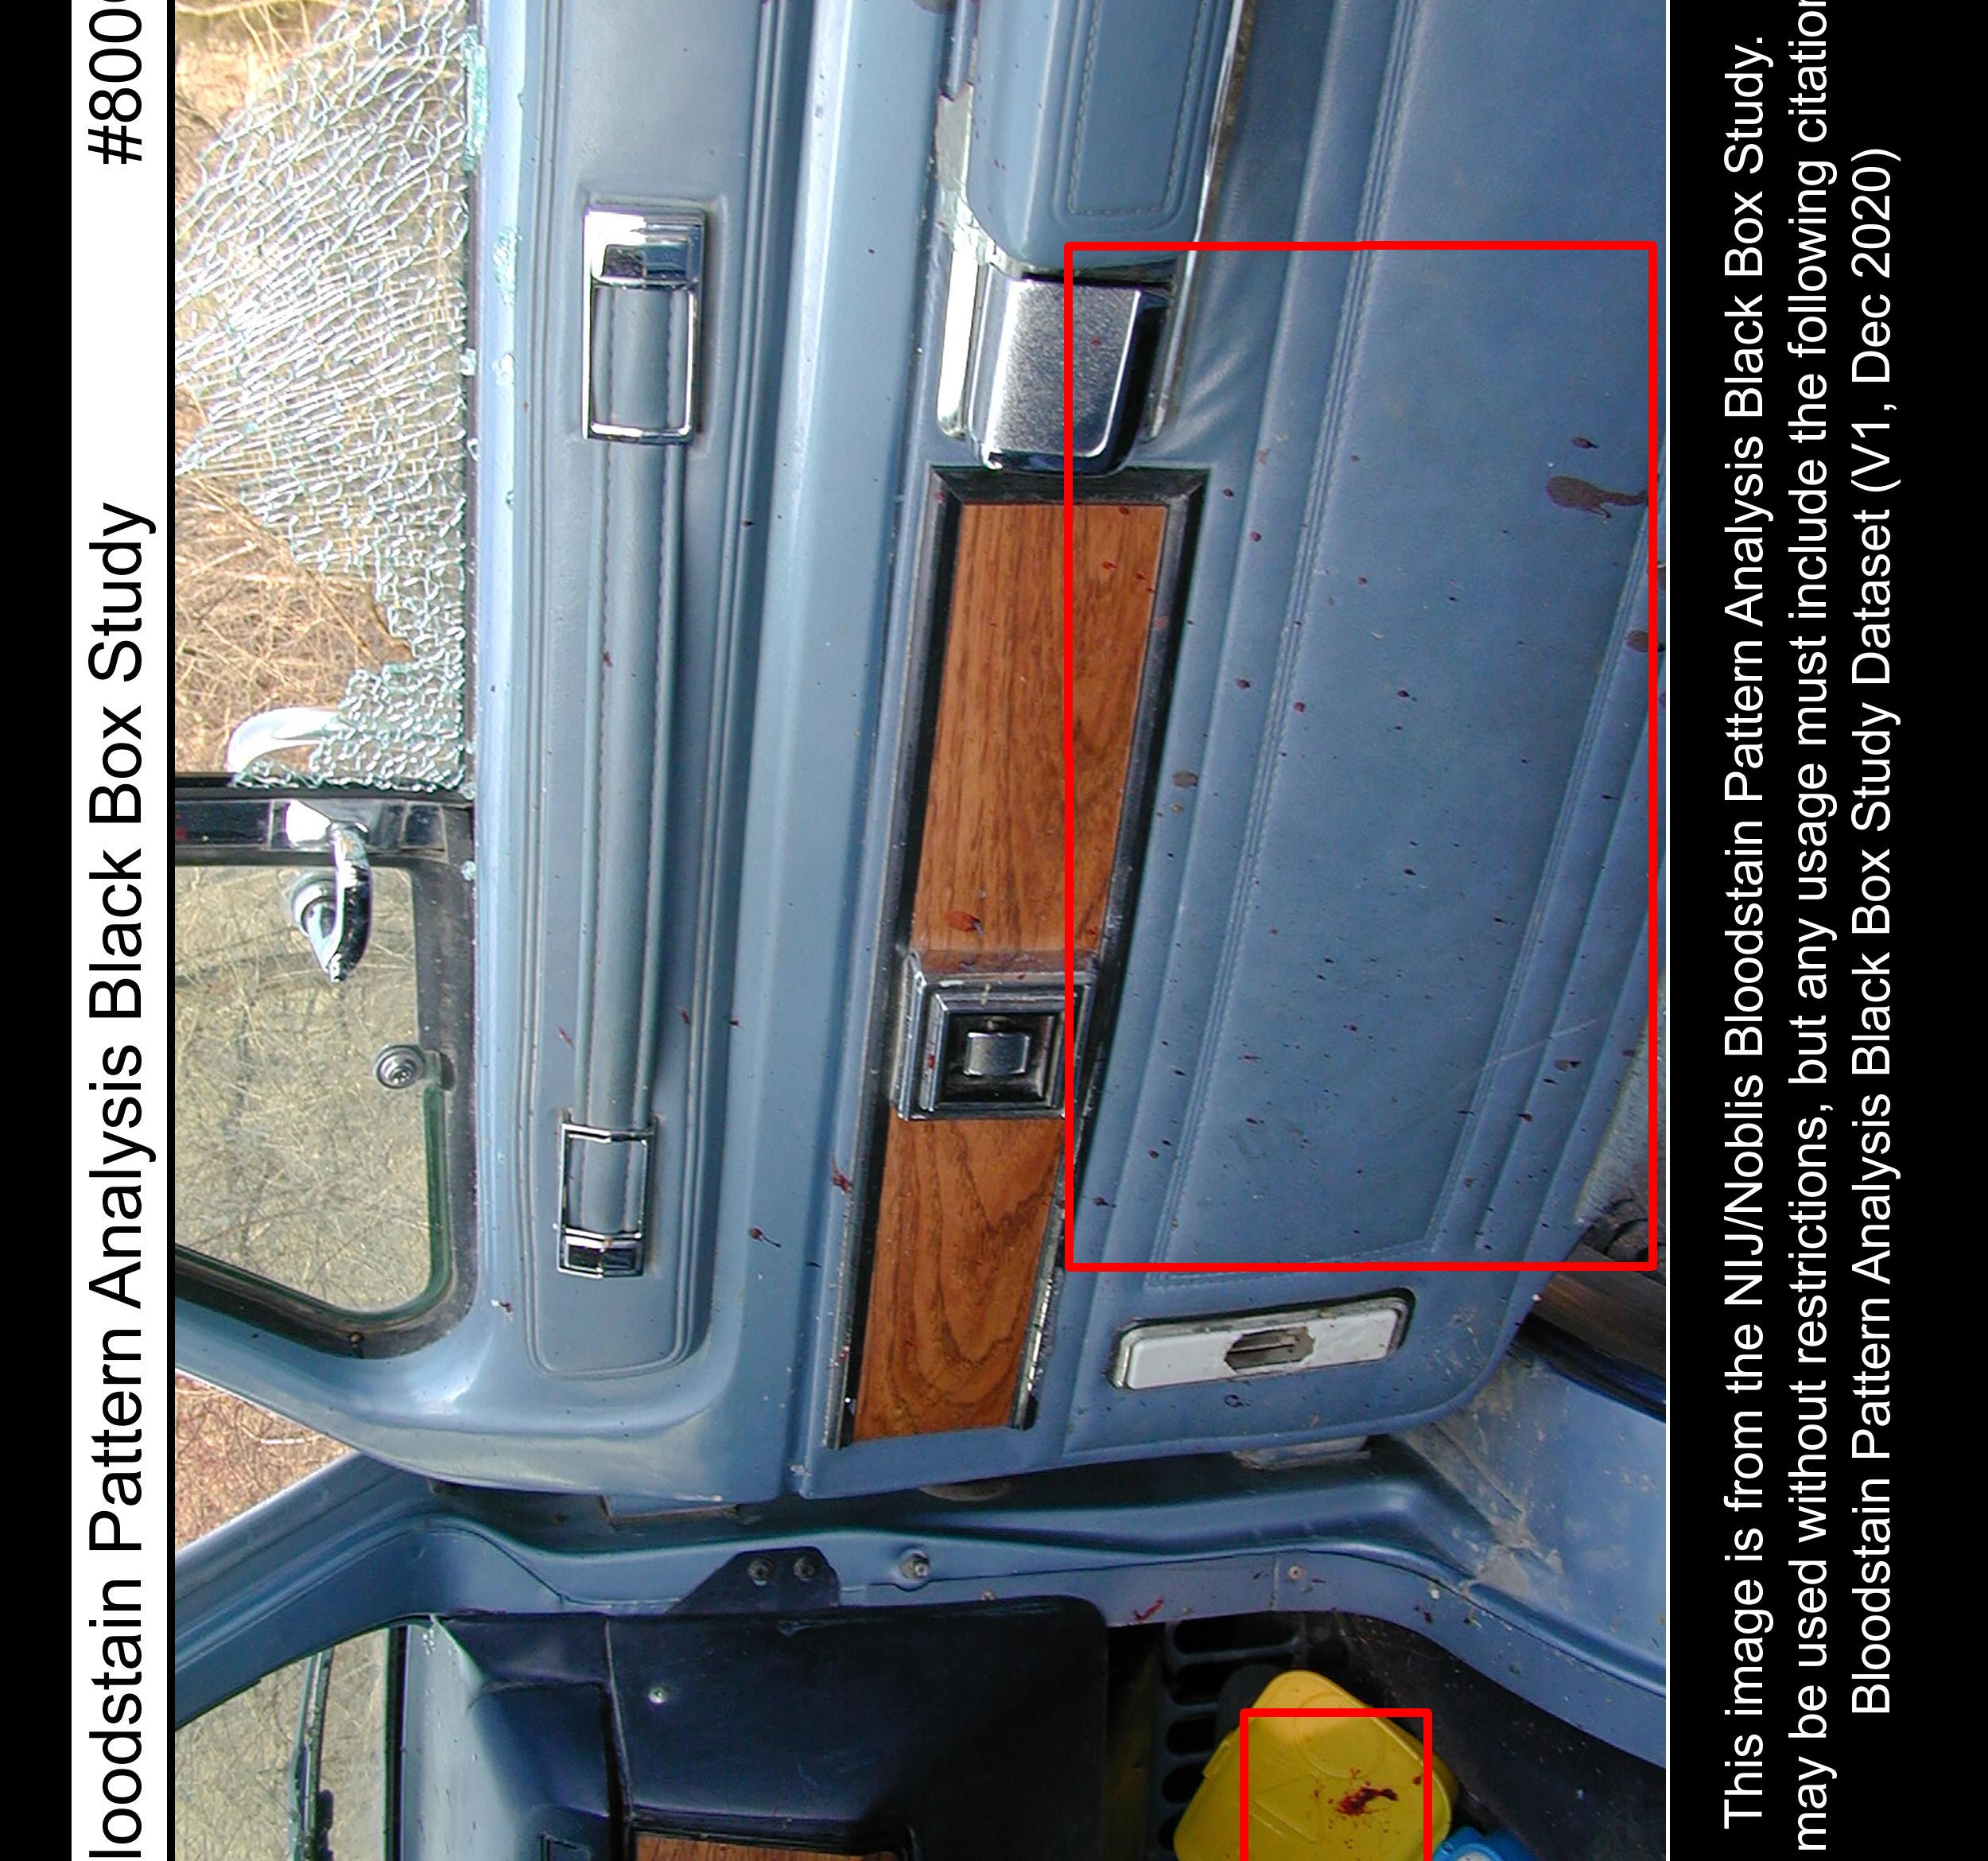 loodstain Pattern Analysis Black Box Study #800
This image is from the NIJ/Noblis Bloodstain Pattern Analysis Black Box Study.
may be used without restrictions, but any usage must include the following
Bloodstain Pattern Analysis Black Box Study Dataset (V1, Dec 2020)